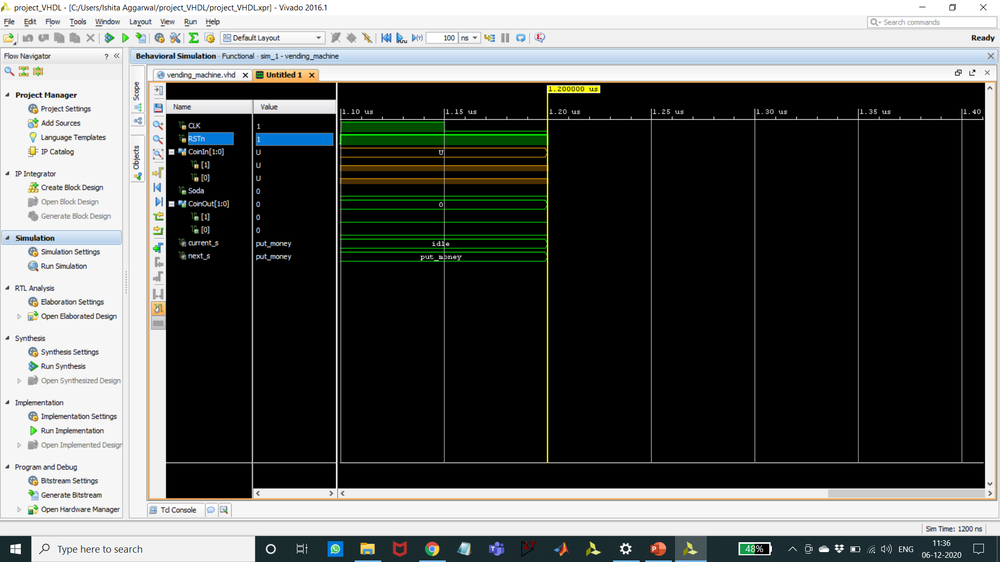 project_VHDL - [C:/Users/Ishita Aggarwal/project_VHDL/project_VHDL.xpr] - Vivado 2016.1
File Edit Flow Tools Window Layout View Run Help
Search commands
Default Layout
100 ns
Ready
Flow Navigator
? «
Behavioral Simulation - Functional - sim_1 - vending_machine
vending_machine.vhd
Untitled 1
Scope
Objects
Project Manager
Project Settings
Add Sources
Language Templates
IP Catalog
IP Integrator
Create Block Design
Open Block Design
Generate Block Design
Simulation
Simulation Settings
Run Simulation
RTL Analysis
Elaboration Settings
Open Elaborated Design
Synthesis
Synthesis Settings
Run Synthesis
Open Synthesized Design
Implementation
Implementation Settings
Run Implementation
Open Implemented Design
Program and Debug
Bitstream Settings
Generate Bitstream
Open Hardware Manager
Name Value
1.200000 us
1.10 us 1.15 us 1.20 us 1.25 us 1.30 us 1.35 us 1.40
CLK 1
RSTn 1
CoinIn[1:0] U U
[1] U
[0] U
Soda 0
CoinOut[1:0] 0 0
[1] 0
[0] 0
current_s put_money idle
next_s put_money put_money
Tcl Console
Sim Time: 1200 ns
Type here to search
48%
ENG
11:36
06-12-2020